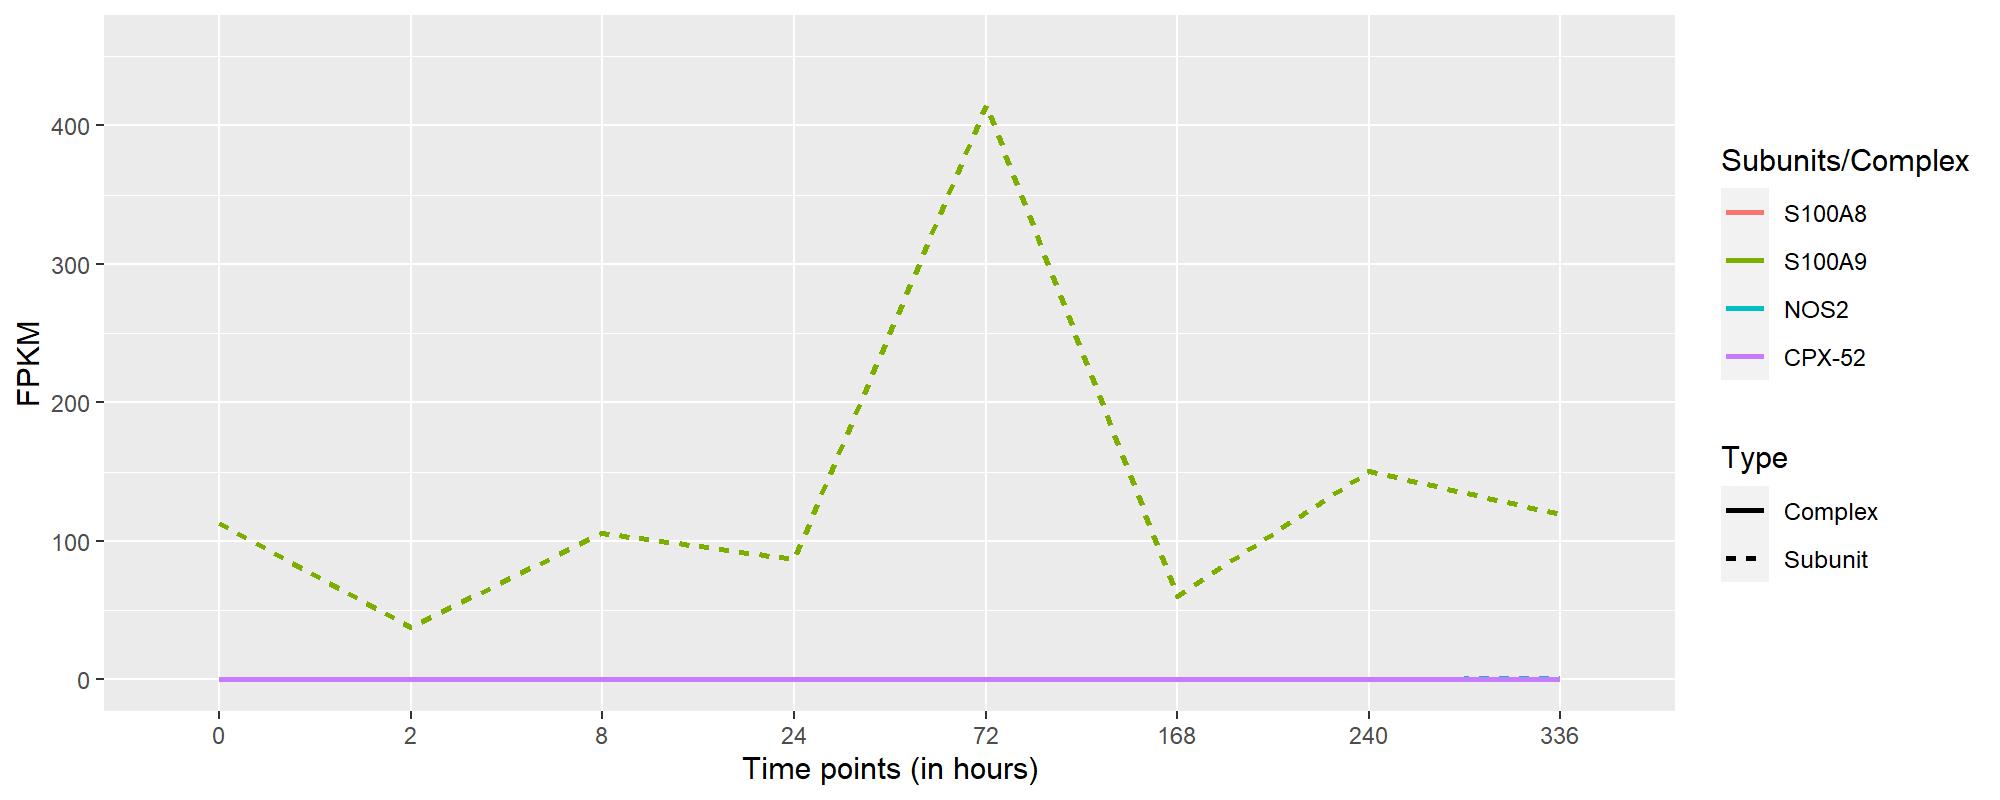 FPKM
400
300
200
100
0
0 2 8 24 72 168 240 336
Time points (in hours)
Subunits/Complex
S100A8
S100A9
NOS2
CPX-52
Type
Complex
Subunit